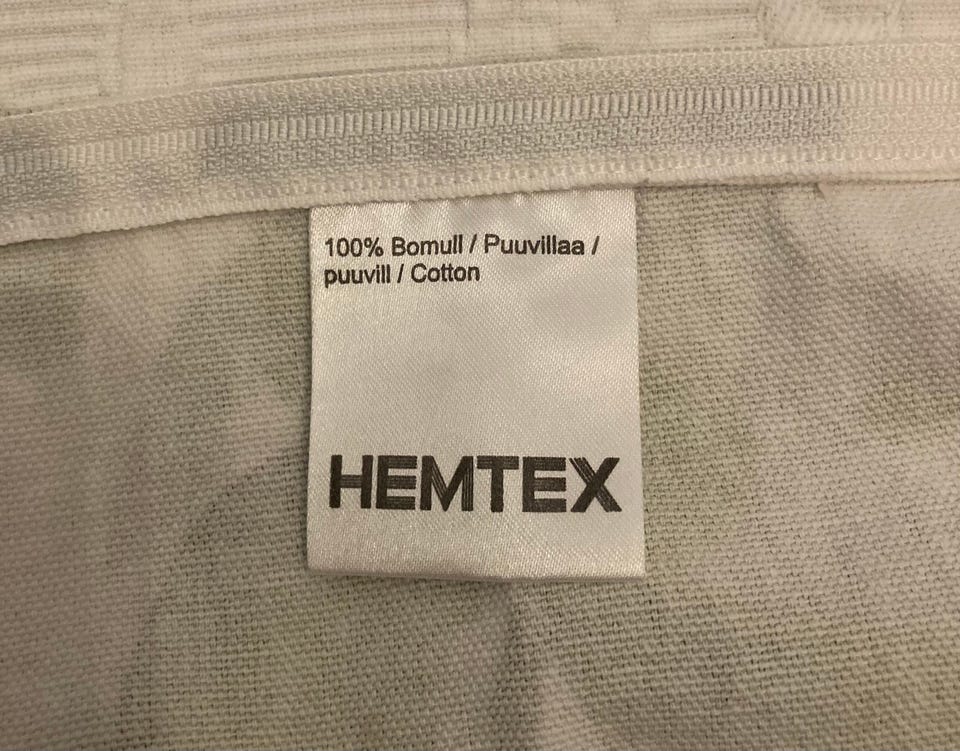 100% Bomull / Puuvillaa /
puuvill / Cotton
HEMTEX